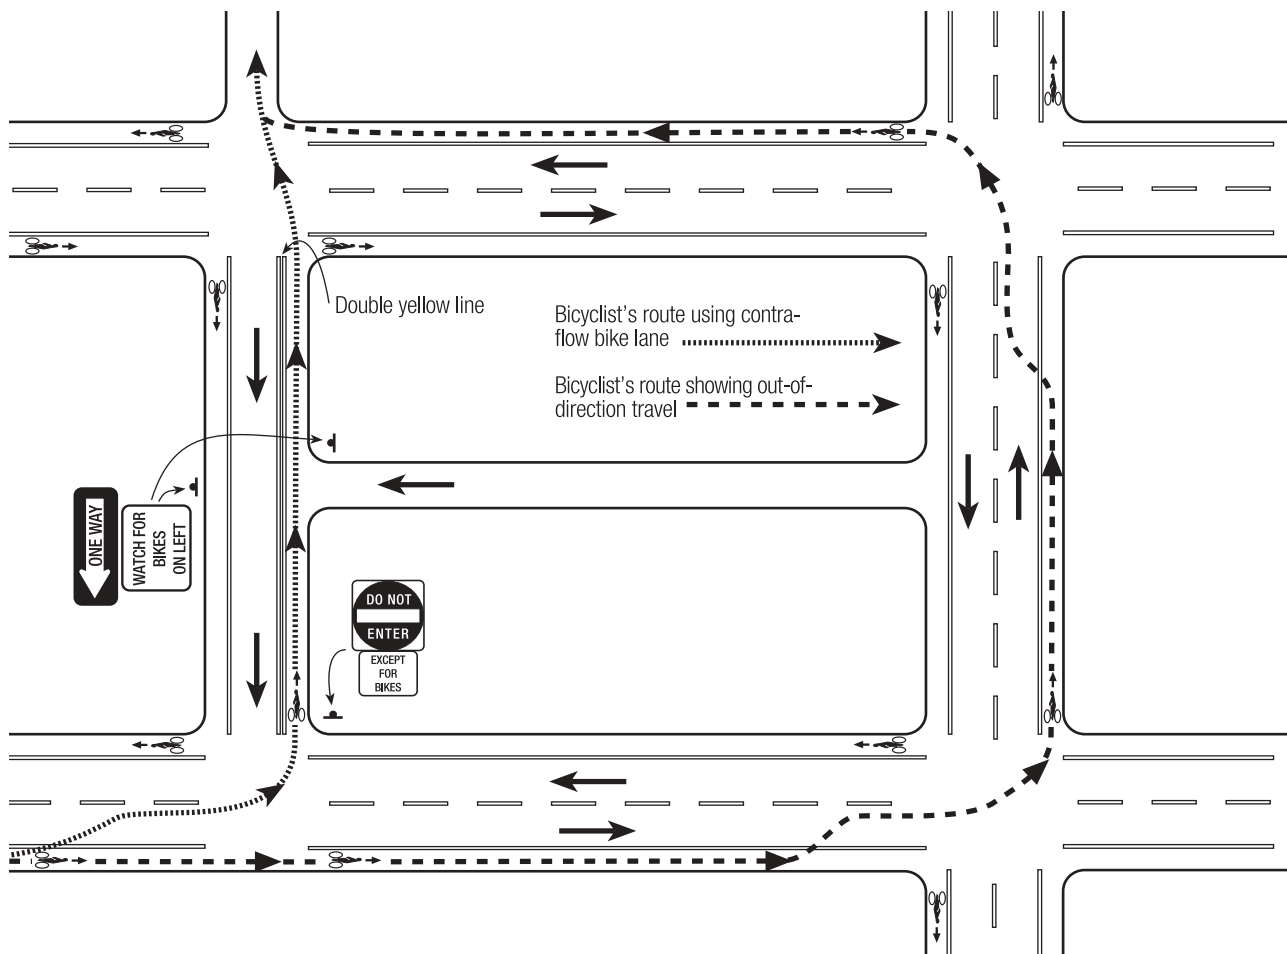 Double yellow line
Bicyclist's route using contra-
flow bike lane
Bicyclist's route showing out-of-
direction travel
ONE WAY
WATCH FOR
BIKES
ON LEFT
DO NOT
ENTER
EXCEPT
FOR
BIKES